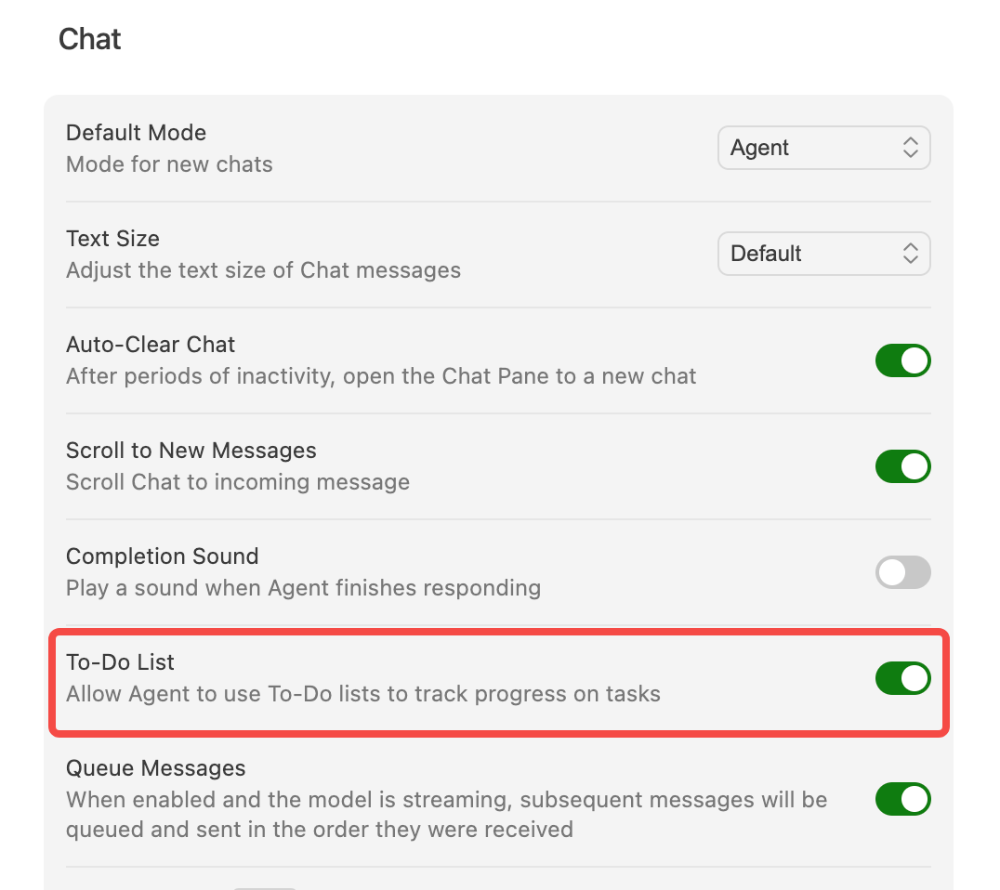 Chat
Default Mode
Mode for new chats
Agent
Text Size
Adjust the text size of Chat messages
Default
Auto-Clear Chat
After periods of inactivity, open the Chat Pane to a new chat
Scroll to New Messages
Scroll Chat to incoming message
Completion Sound
Play a sound when Agent finishes responding
To-Do List
Allow Agent to use To-Do lists to track progress on tasks
Queue Messages
When enabled and the model is streaming, subsequent messages will be
queued and sent in the order they were received